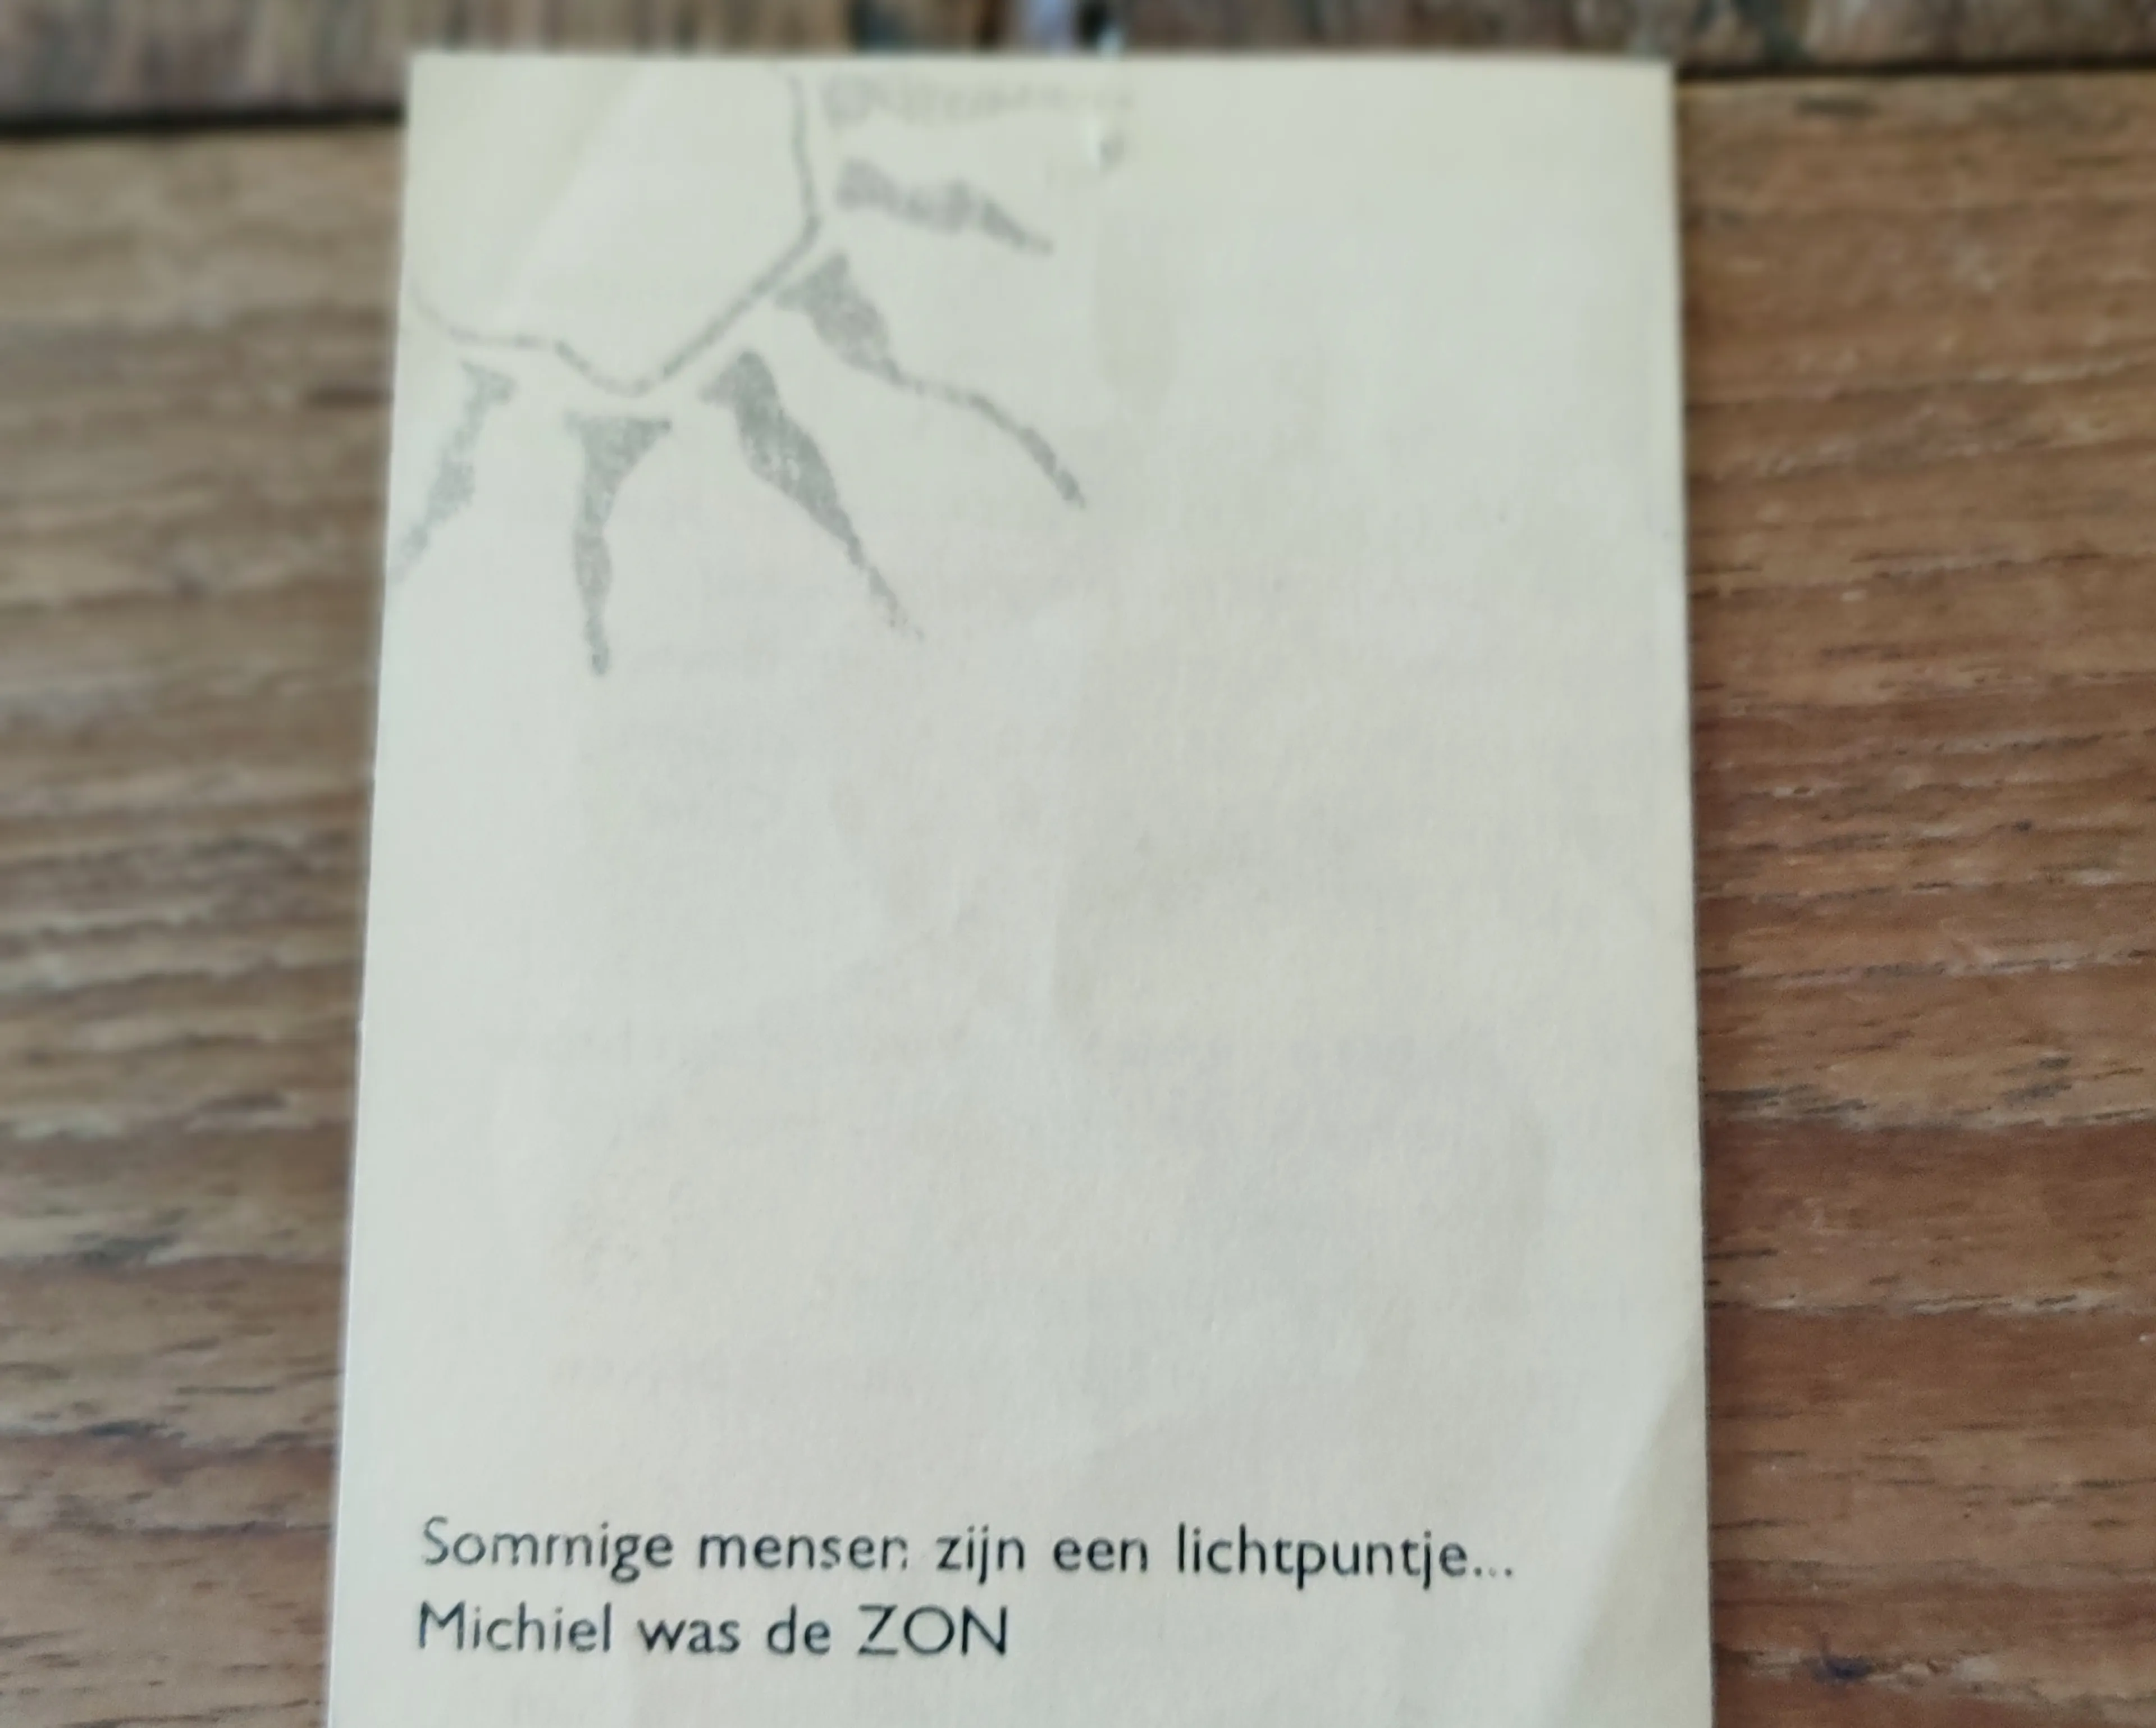 Sommige mensen zijn een lichtpuntje...
Michiel was de ZON